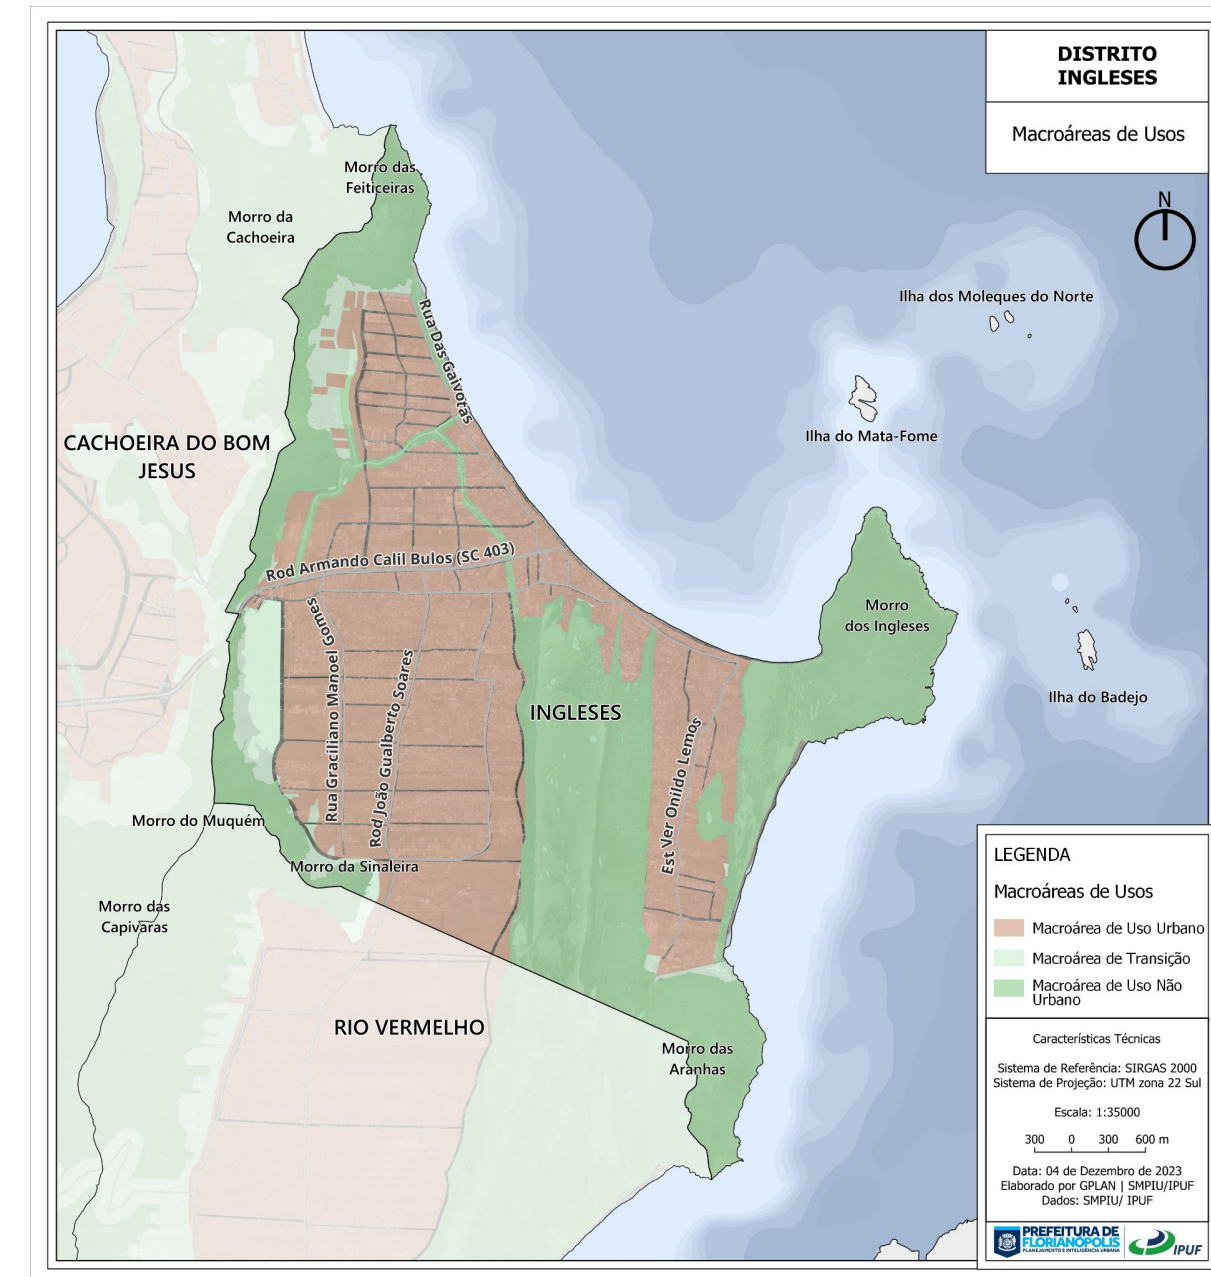 DISTRITO
INGLESES
Macroáreas de Usos
N
Morro das
Feiticeiras
Morro da
Cachoeira
Rua Das Gaivotas
Ilha dos Moleques do Norte
Ilha do Mata-Fome
CACHOEIRA DO BOM
JESUS
Rod Armando Calil Bulos (SC 403)
Morro
dos Ingleses
Rua Graciliano Manoel Gomes
Rod João Gualberto Soares
INGLESES
Est Ver Onildo Lemos
Ilha do Badejo
Morro do Muquém
Morro da Sinaleira
Morro das
Capivaras
RIO VERMELHO
Morro das
Aranhas
LEGENDA
Macroáreas de Usos
Macroárea de Uso Urbano
Macroárea de Transição
Macroárea de Uso Não
Urbano
Características Técnicas
Sistema de Referência: SIRGAS 2000
Sistema de Projeção: UTM zona 22 Sul
Escala: 1:35000
300 0 300 600 m
Data: 04 de Dezembro de 2023
Elaborado por GPLAN | SMPIU/IPUF
Dados: SMPIU/ IPUF
PREFEITURA DE
FLORIANÓPOLIS
PLANEJAMENTO E INTELIGÊNCIA URBANA
IPUF